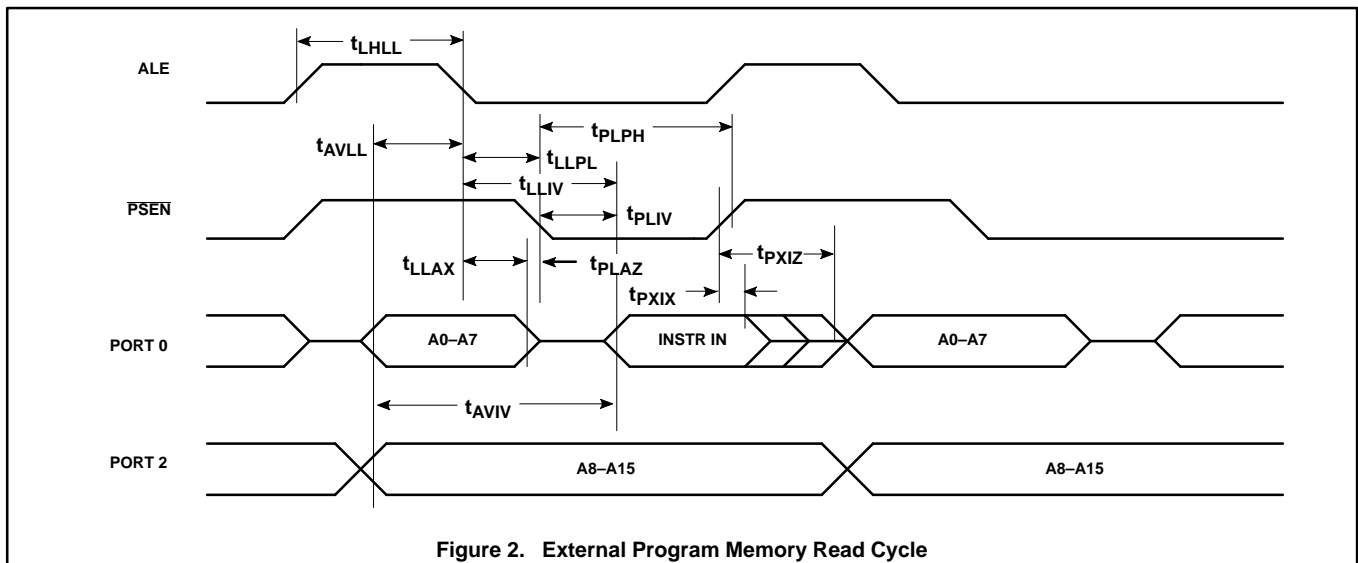 tLHLL
ALE
tPLPH
tAVLL
tLLPL
tLLIV
PSEN
tPLIV
tLLAX
tPLAZ
tPXIZ
tPXIX
PORT 0
A0–A7
INSTR IN
A0–A7
tAVIV
PORT 2
A8–A15
A8–A15
Figure 2. External Program Memory Read Cycle